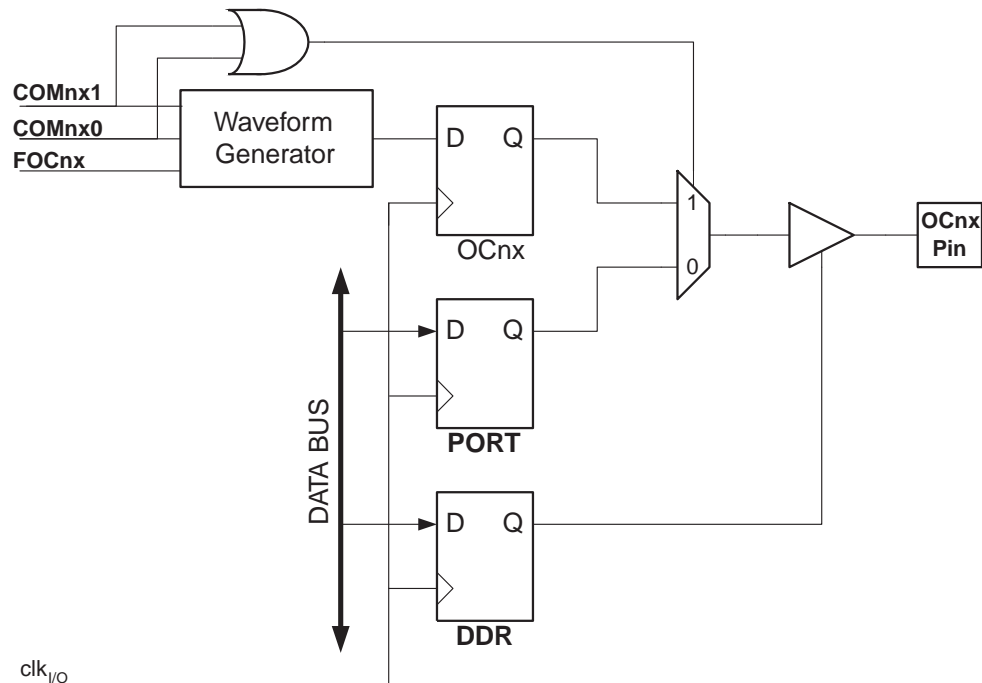 COMnx1
COMnx0
FOCnx
Waveform
Generator
D Q
OCnx
1
0
OCnx
Pin
DATA BUS
D Q
PORT
D Q
DDR
clkI/O